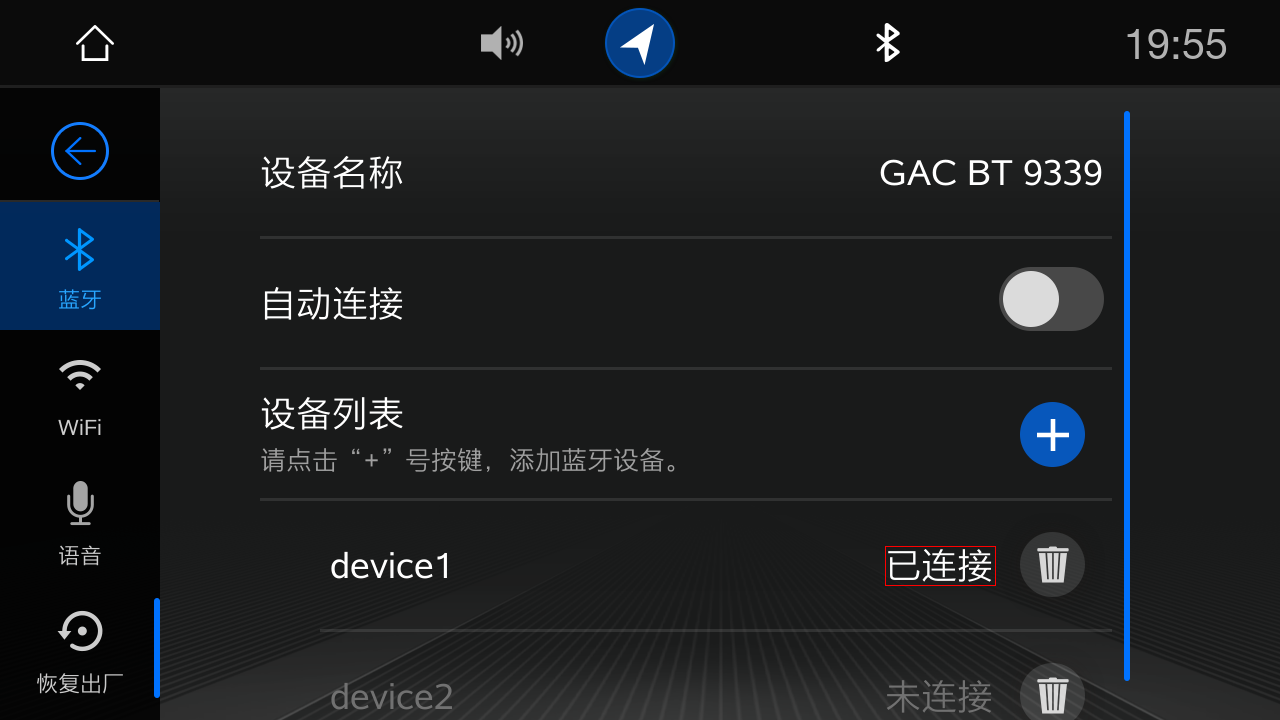 19:55
设备名称 GAC BT 9339
蓝牙
自动连接
WiFi
设备列表
请点击“+”号按键，添加蓝牙设备。
语音
device1 已连接
恢复出厂
device2 未连接